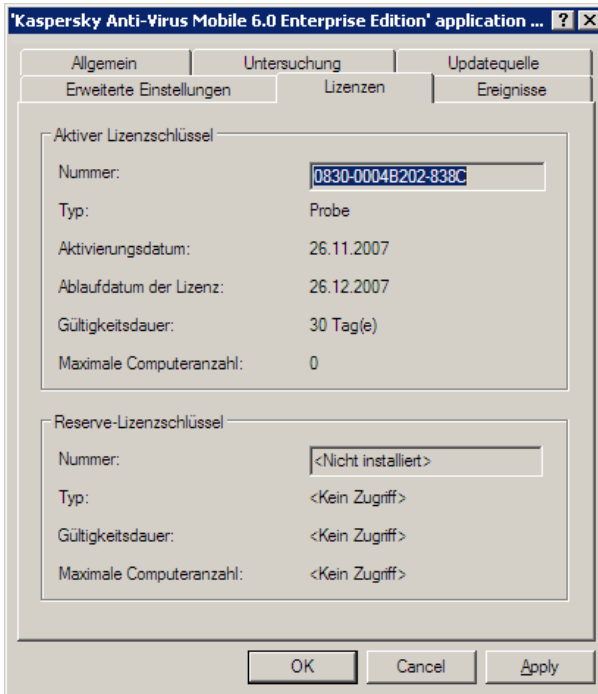 'Kaspersky Anti-Virus Mobile 6.0 Enterprise Edition' application ...
Allgemein Untersuchung Updatequelle
Erweiterte Einstellungen Lizenzen Ereignisse
Aktiver Lizenzschlüssel
Nummer: 0830-0004B202-838C
Typ: Probe
Aktivierungsdatum: 26.11.2007
Ablaufdatum der Lizenz: 26.12.2007
Gültigkeitsdauer: 30 Tag(e)
Maximale Computeranzahl: 0
Reserve-Lizenzschlüssel
Nummer: <Nicht installiert>
Typ: <Kein Zugriff>
Gültigkeitsdauer: <Kein Zugriff>
Maximale Computeranzahl: <Kein Zugriff>
OK Cancel Apply